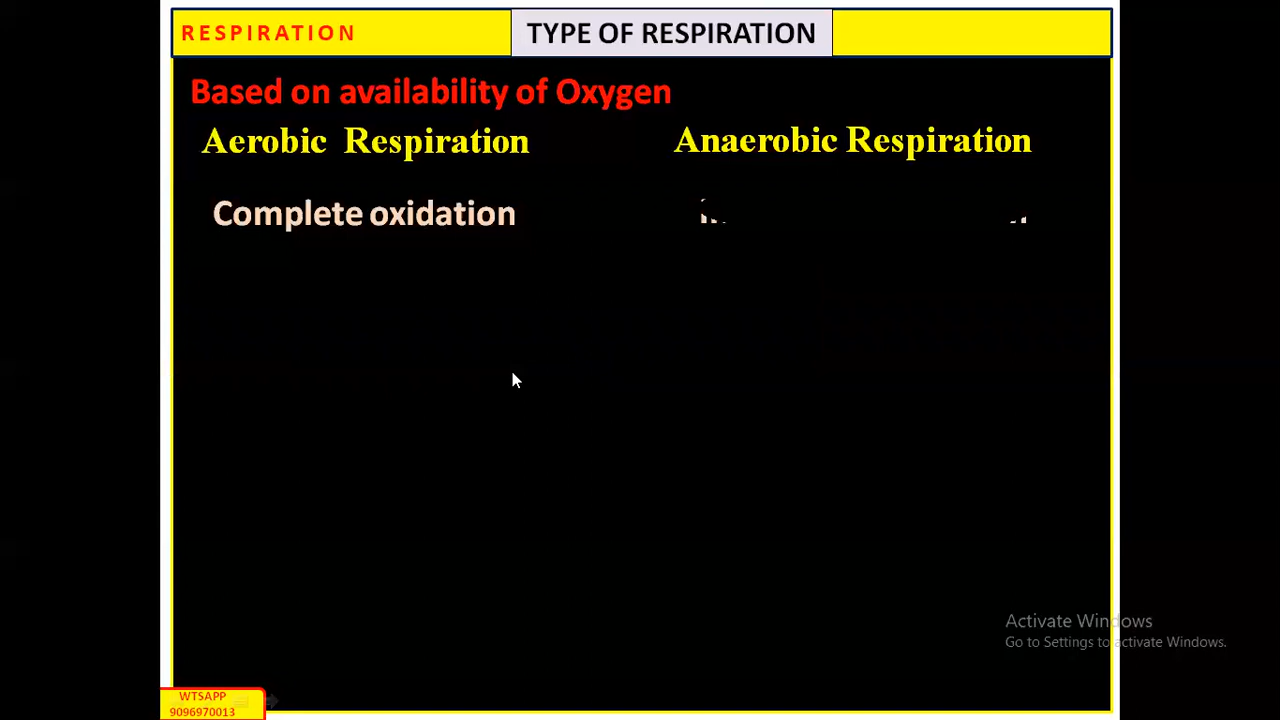 RESPIRATION
TYPE OF RESPIRATION
Based on availability of Oxygen
Aerobic Respiration
Anaerobic Respiration
Complete oxidation
Activate Windows
Go to Settings to activate Windows.
WTSAPP
9096970013